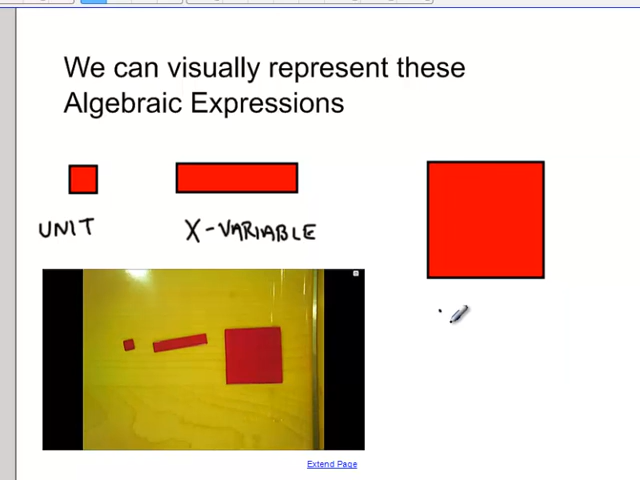 We can visually represent these
Algebraic Expressions
UNIT
X-VARIABLE
Extend Page